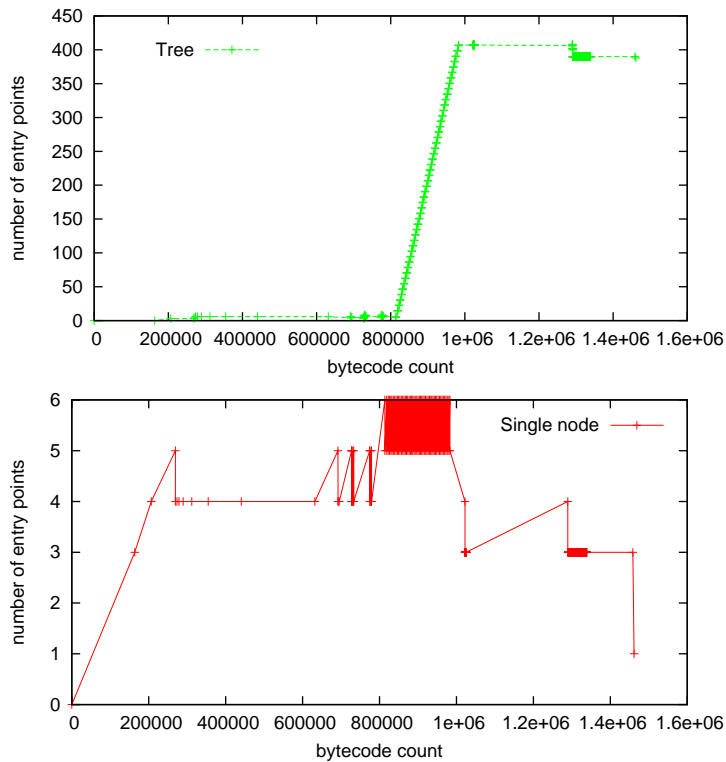 450
400
350
300
250
200
150
100
50
0
number of entry points
Tree
0 200000 400000 600000 800000 1e+06 1.2e+06 1.4e+06 1.6e+06
bytecode count
6
5
4
3
2
1
0
number of entry points
Single node
0 200000 400000 600000 800000 1e+06 1.2e+06 1.4e+06 1.6e+06
bytecode count